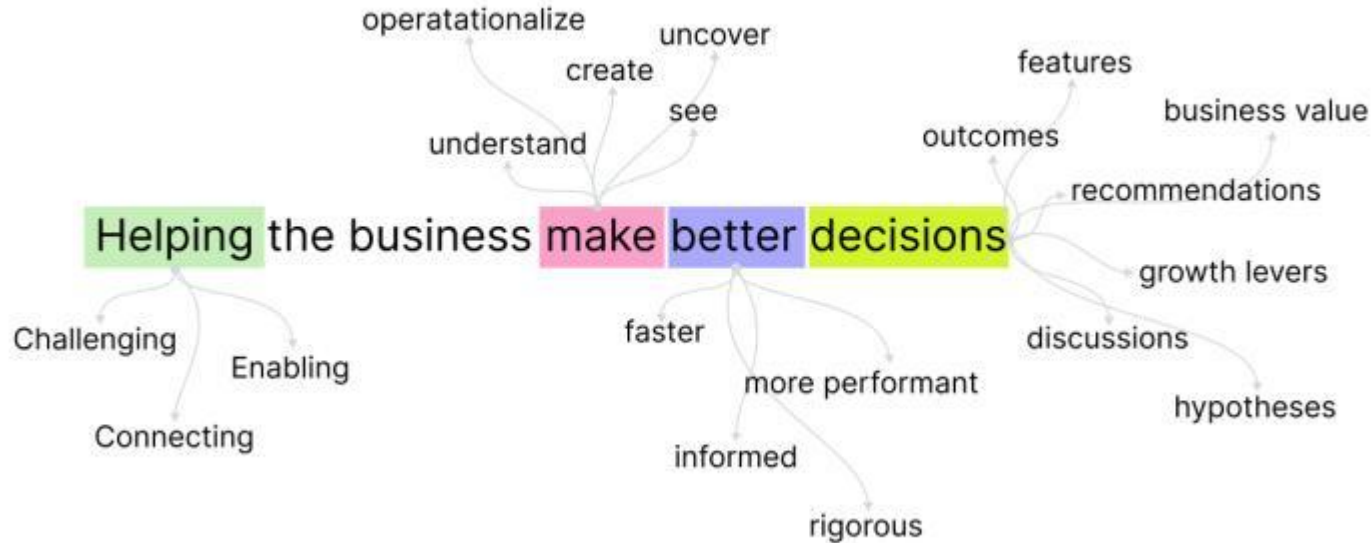 operatationalize
uncover
create
features
see
business value
understand
outcomes
recommendations
Helping the business make better decisions
growth levers
faster
discussions
Challenging
Enabling
more performant
hypotheses
Connecting
informed
rigorous